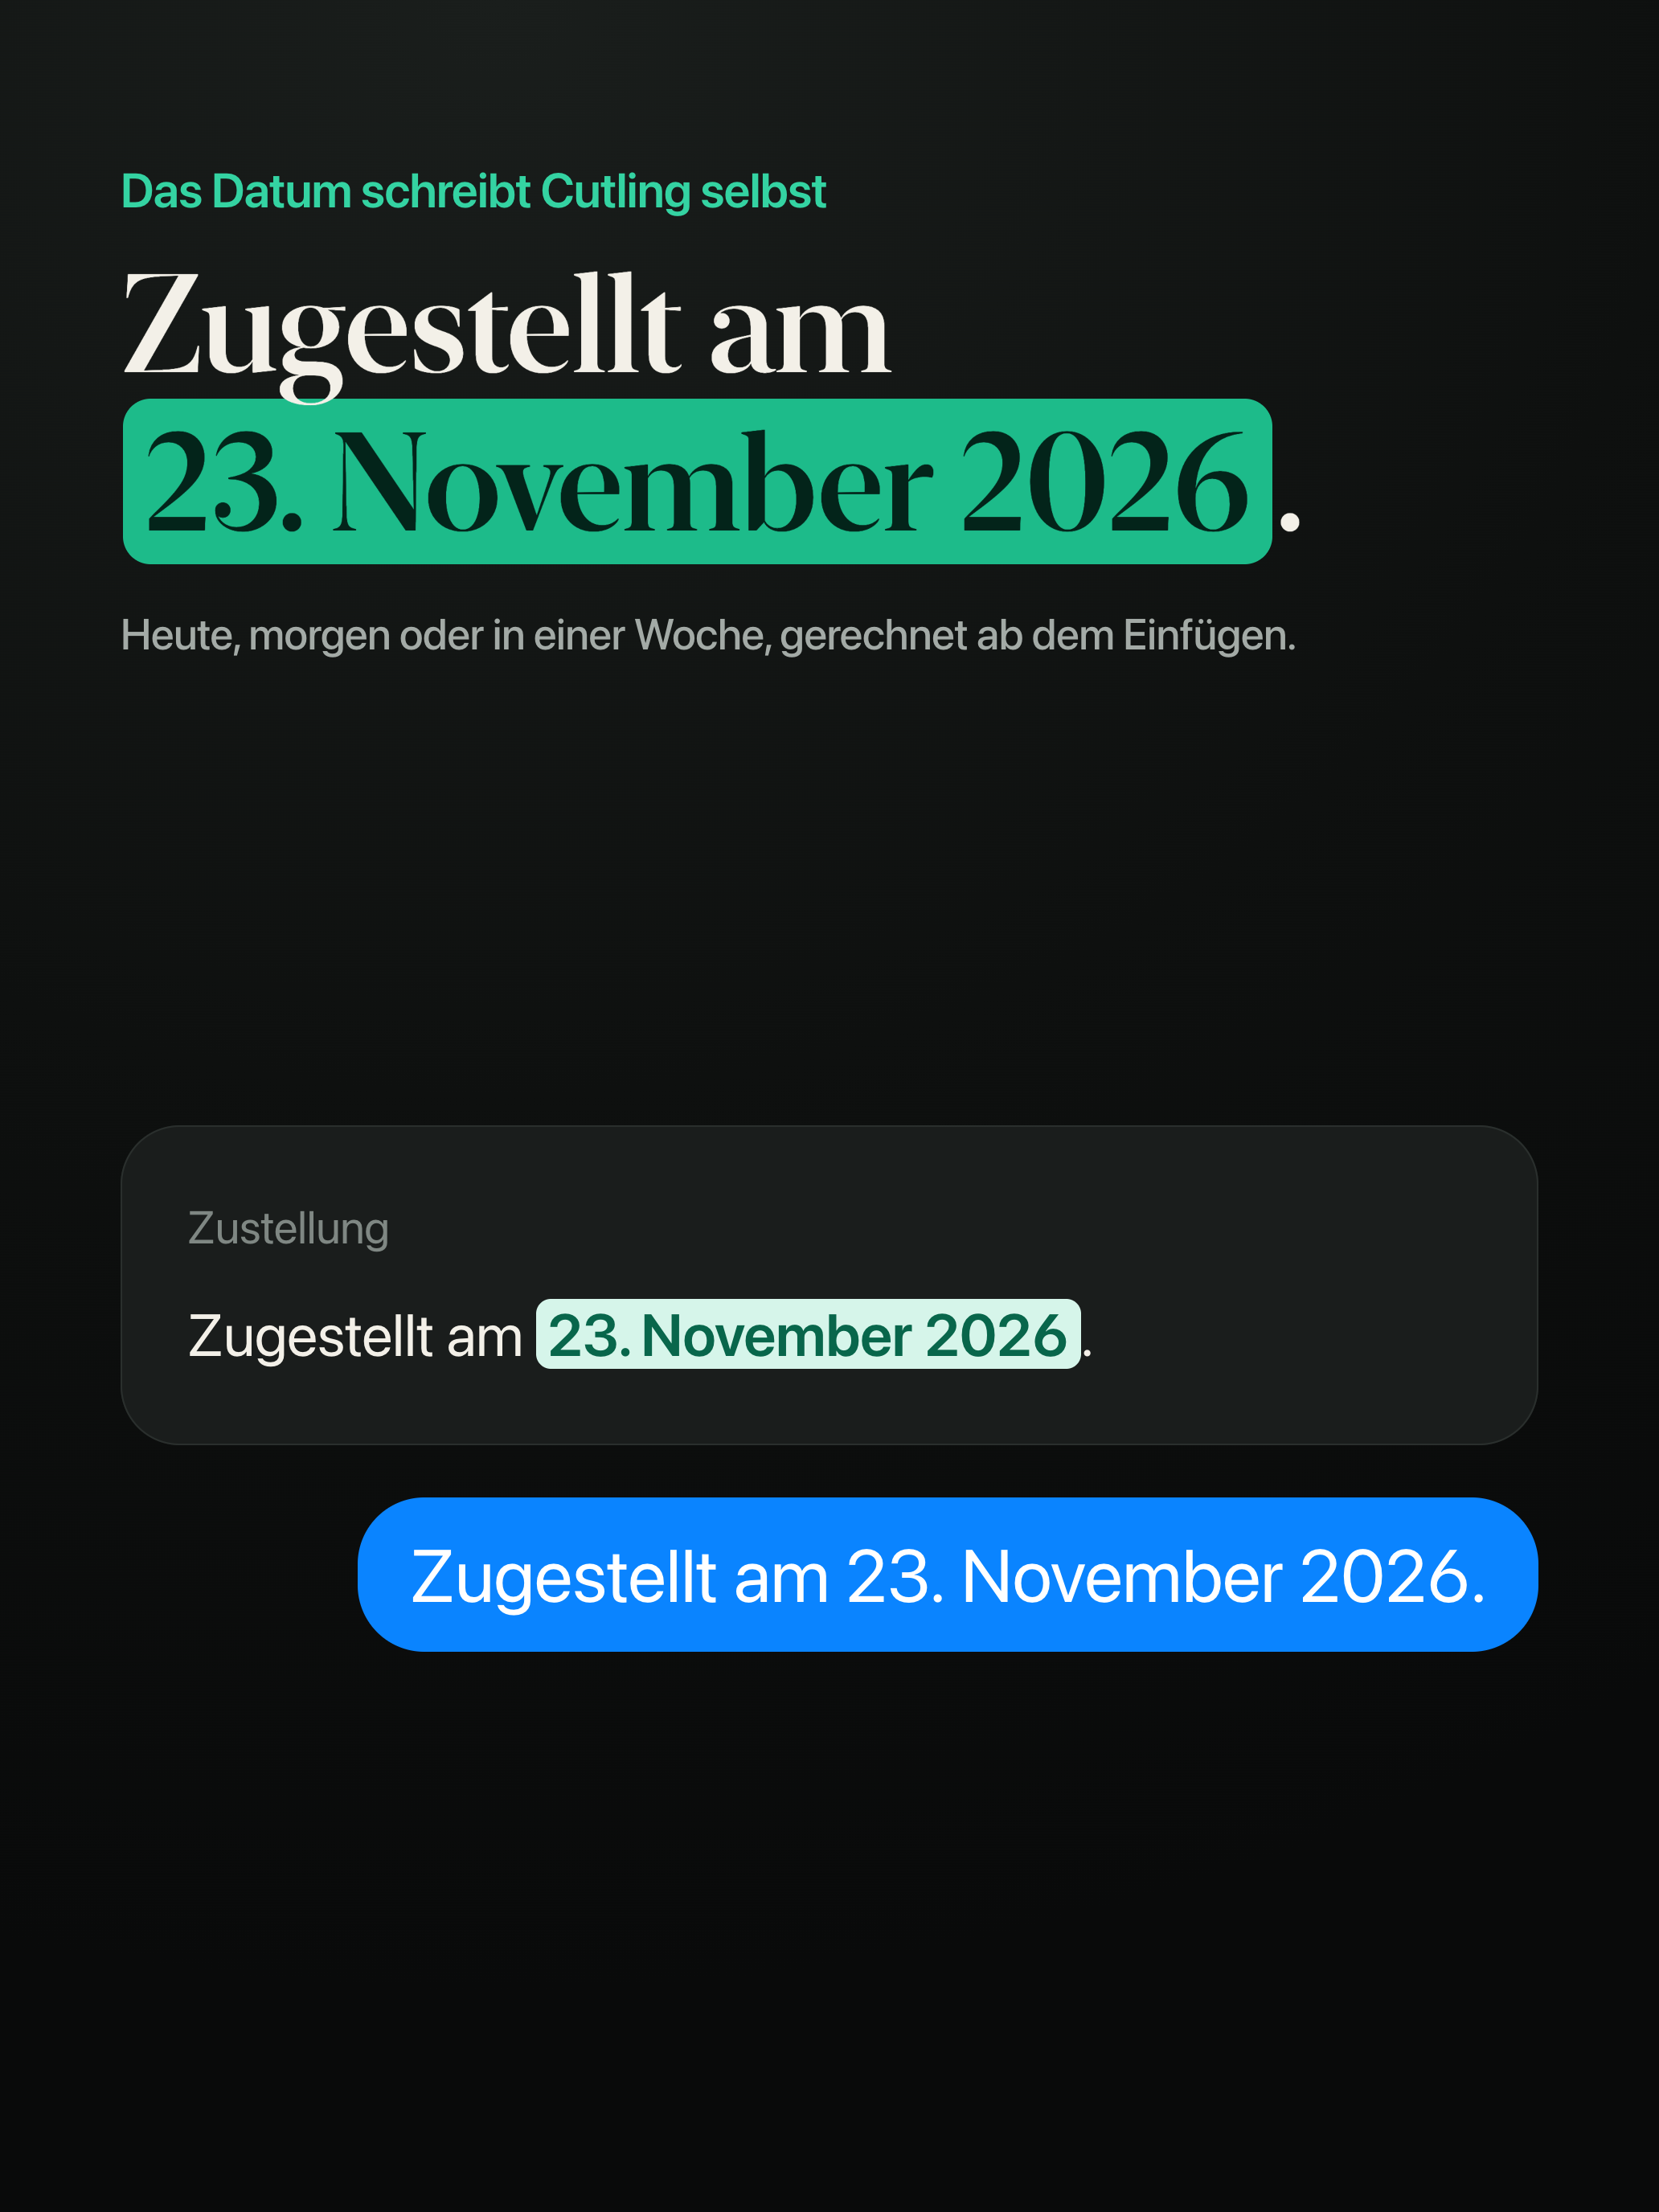 Das Datum schreibt Cutling selbst
Zugestellt am
23. November 2026.
Heute, morgen oder in einer Woche, gerechnet ab dem Einfügen.
Zustellung
Zugestellt am 23. November 2026.
Zugestellt am 23. November 2026.